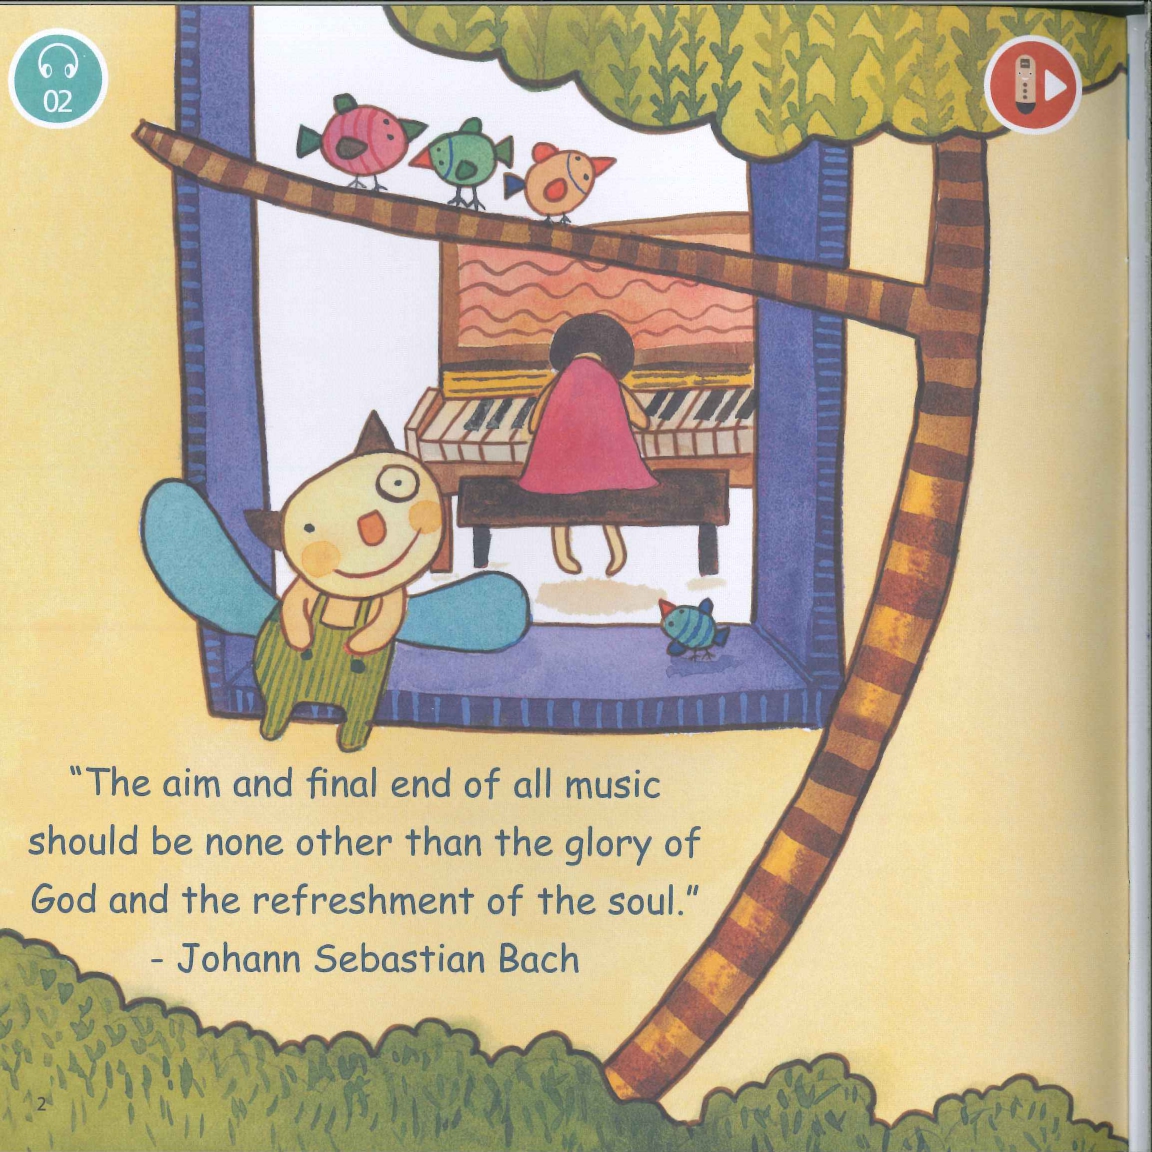 02
“The aim and final end of all music
should be none other than the glory of
God and the refreshment of the soul.”
- Johann Sebastian Bach
2